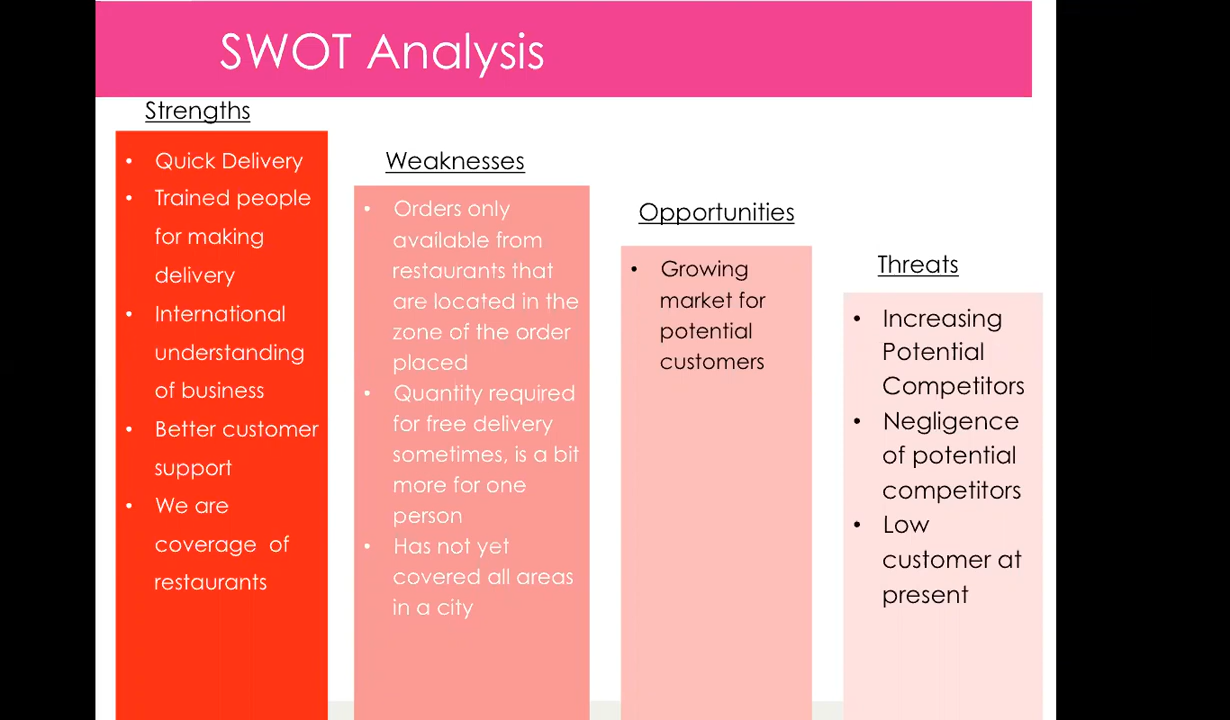 SWOT Analysis
Strengths
• Quick Delivery
• Trained people
for making
delivery
• International
understanding
of business
• Better customer
support
• We are
coverage of
restaurants
Weaknesses
• Orders only
available from
restaurants that
are located in the
zone of the order
placed
• Quantity required
for free delivery
sometimes, is a bit
more for one
person
• Has not yet
covered all areas
in a city
Opportunities
• Growing
market for
potential
customers
Threats
• Increasing
Potential
Competitors
• Negligence
of potential
competitors
• Low
customer at
present